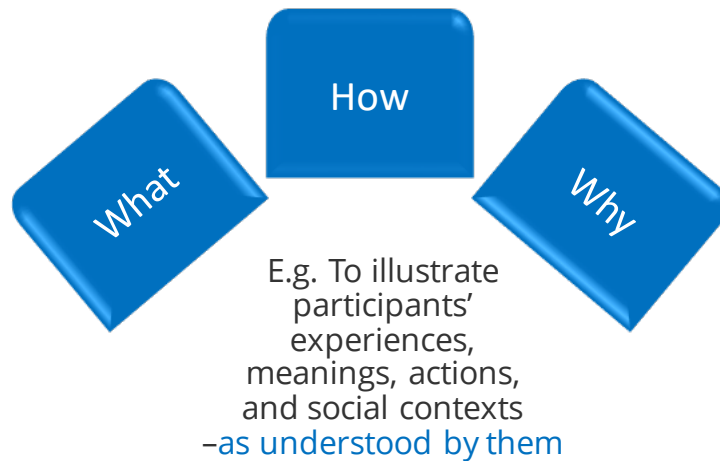 What
How
Why
E.g. To illustrate
participants’
experiences,
meanings, actions,
and social contexts
–as understood by them